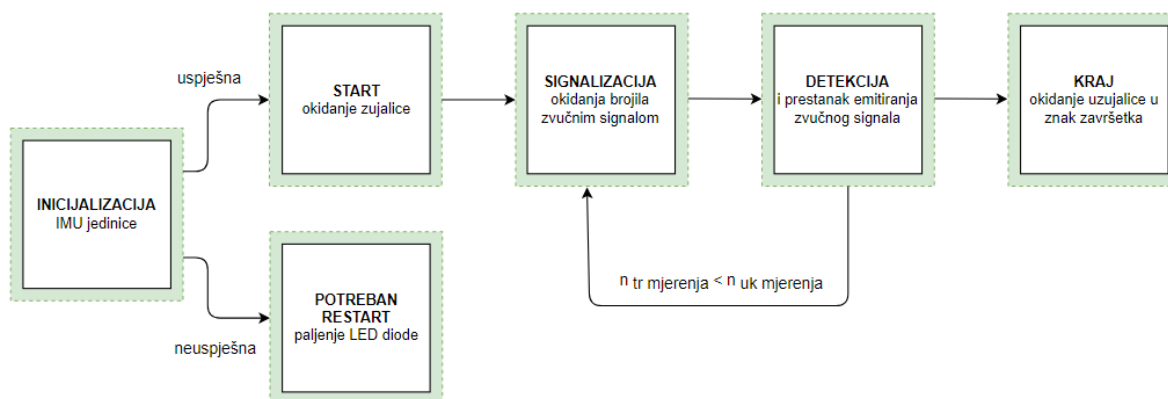 uspješna
START
okidanje zujalice
SIGNALIZACIJA
okidanja brojila
zvučnim signalom
DETEKCIJA
i prestanak emitiranja
zvučnog signala
KRAJ
okidanje uzujalice u
znak završetka
INICIJALIZACIJA
IMU jedinice
n tr mjerenja < n uk mjerenja
POTREBAN
RESTART
paljenje LED diode
neuspješna